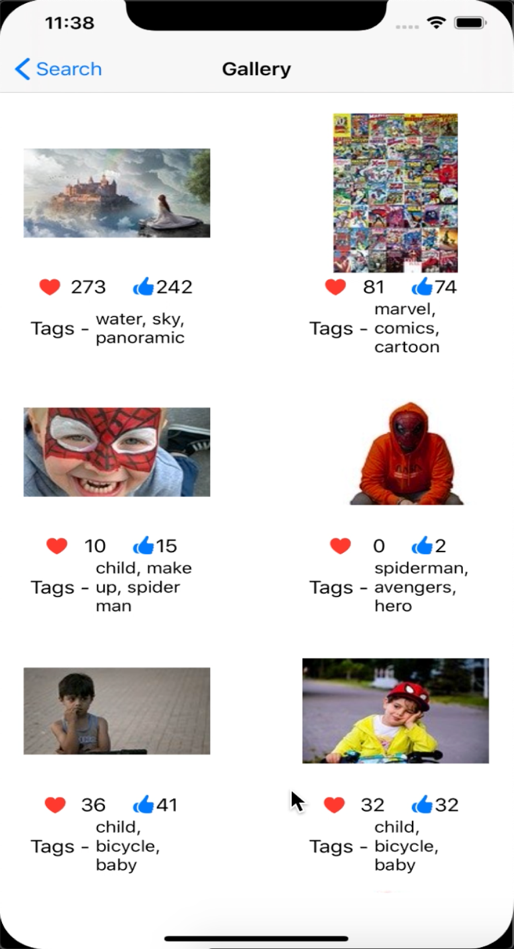 11:38
Search
Gallery
273 242
81 74
Tags - water, sky,
panoramic
Tags - marvel,
comics,
cartoon
10 15
0 2
Tags - child, make
up, spider
man
Tags - spiderman,
avengers,
hero
36 41
32 32
Tags - child,
bicycle,
baby
Tags - child,
bicycle,
baby